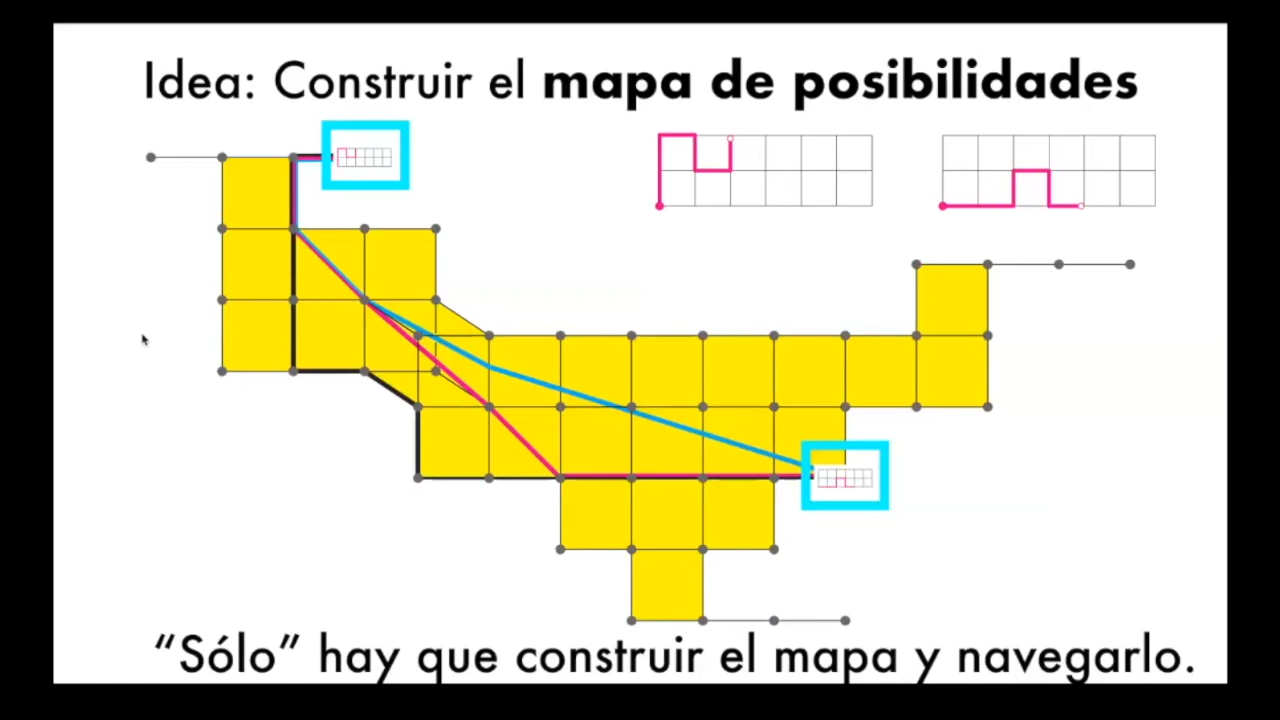 Idea: Construir el mapa de posibilidades
“Sólo” hay que construir el mapa y navegarlo.